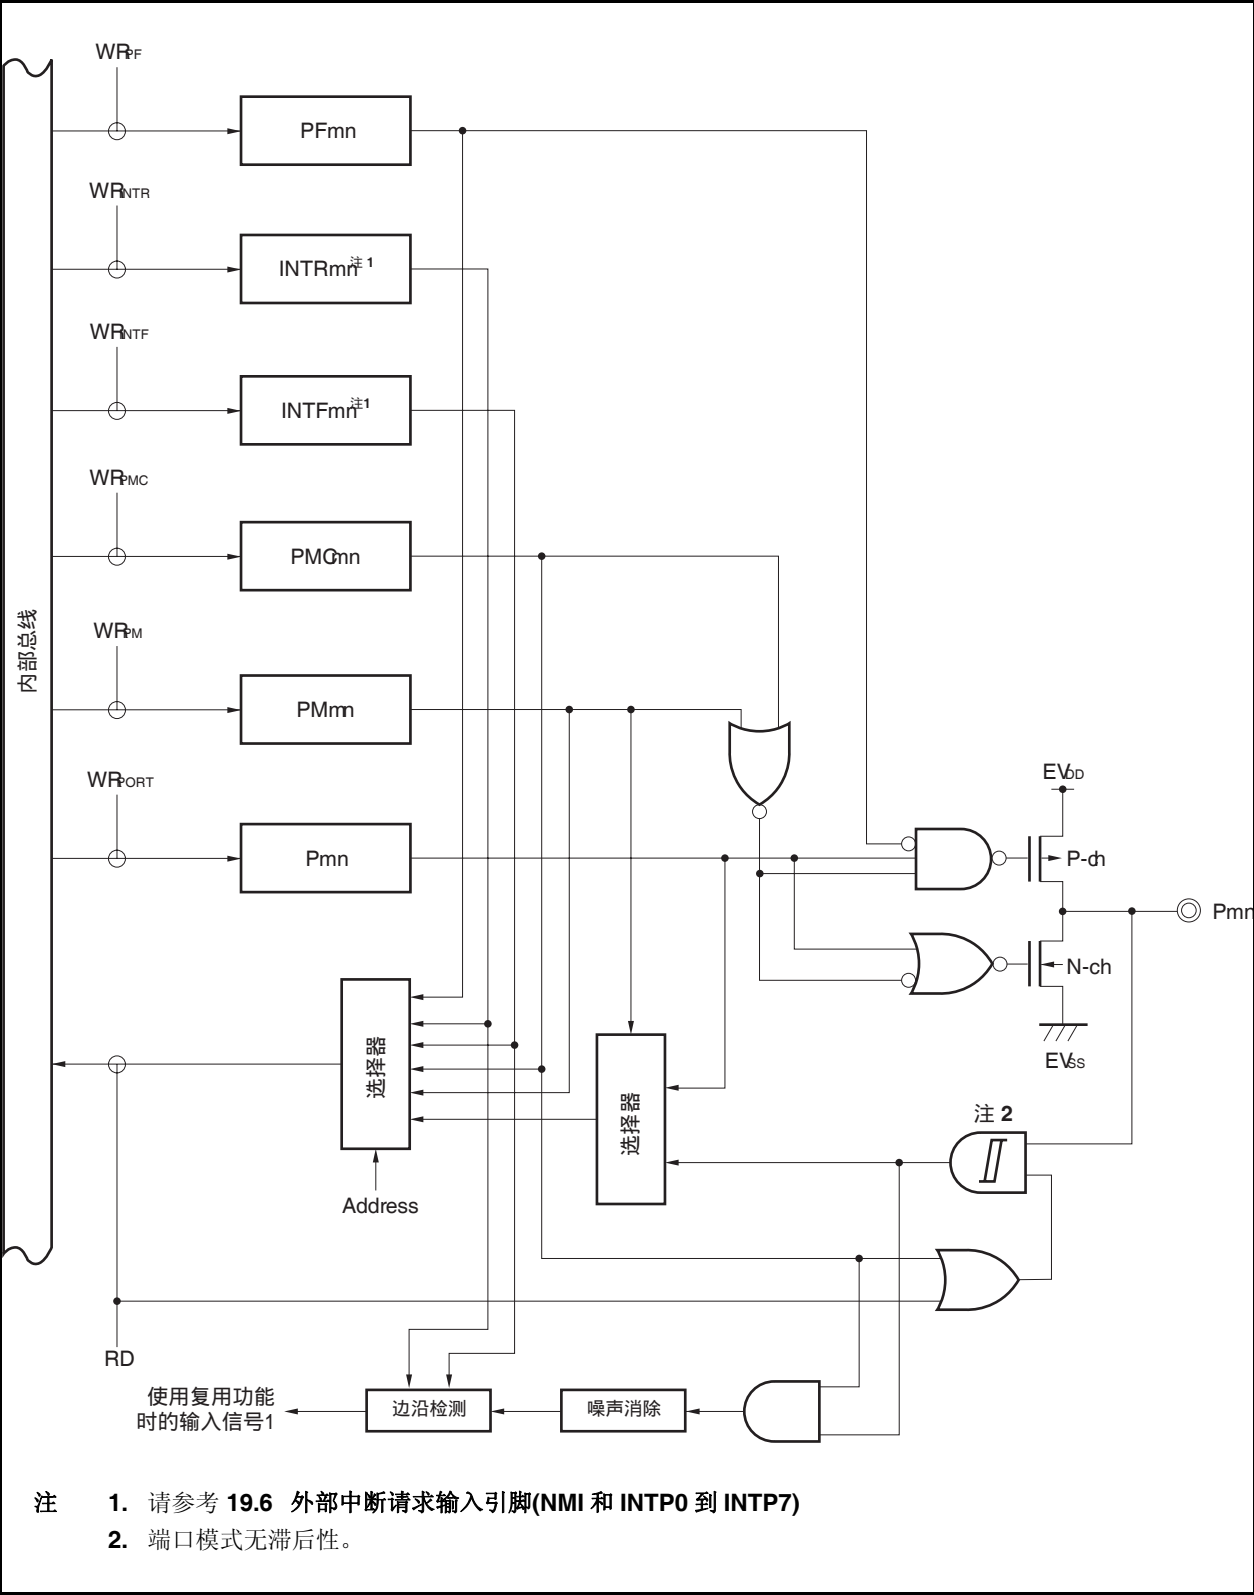 WRPF
PFmn
WRINTR
INTRmn注 1
WRINTF
INTFmn注1
WRPMC
PMCmn
内部总线
WRPM
PMmn
WRPORT
Pmn
EVDD
P-ch
Pmn
N-ch
EVSS
选择器
选择器
注 2
Address
RD
使用复用功能
时的输入信号1
边沿检测
噪声消除
注 1. 请参考 19.6 外部中断请求输入引脚(NMI 和 INTP0 到 INTP7)
2. 端口模式无滞后性。